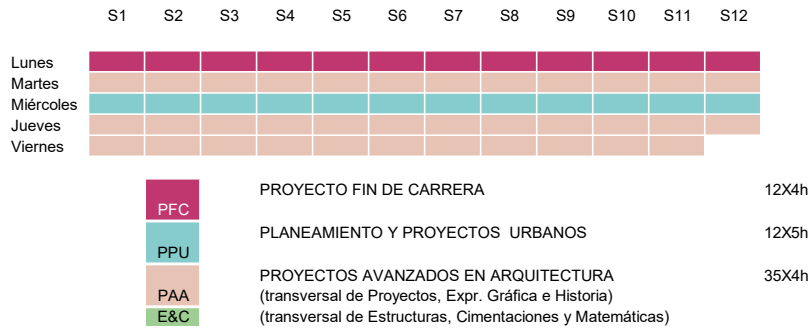 S1 S2 S3 S4 S5 S6 S7 S8 S9 S10 S11 S12
Lunes
Martes
Miércoles
Jueves
Viernes
PFC PROYECTO FIN DE CARRERA 12X4h
PPU PLANEAMIENTO Y PROYECTOS URBANOS 12X5h
PROYECTOS AVANZADOS EN ARQUITECTURA 35X4h
PAA (transversal de Proyectos, Expr. Gráfica e Historia)
E&C (transversal de Estructuras, Cimentaciones y Matemáticas)